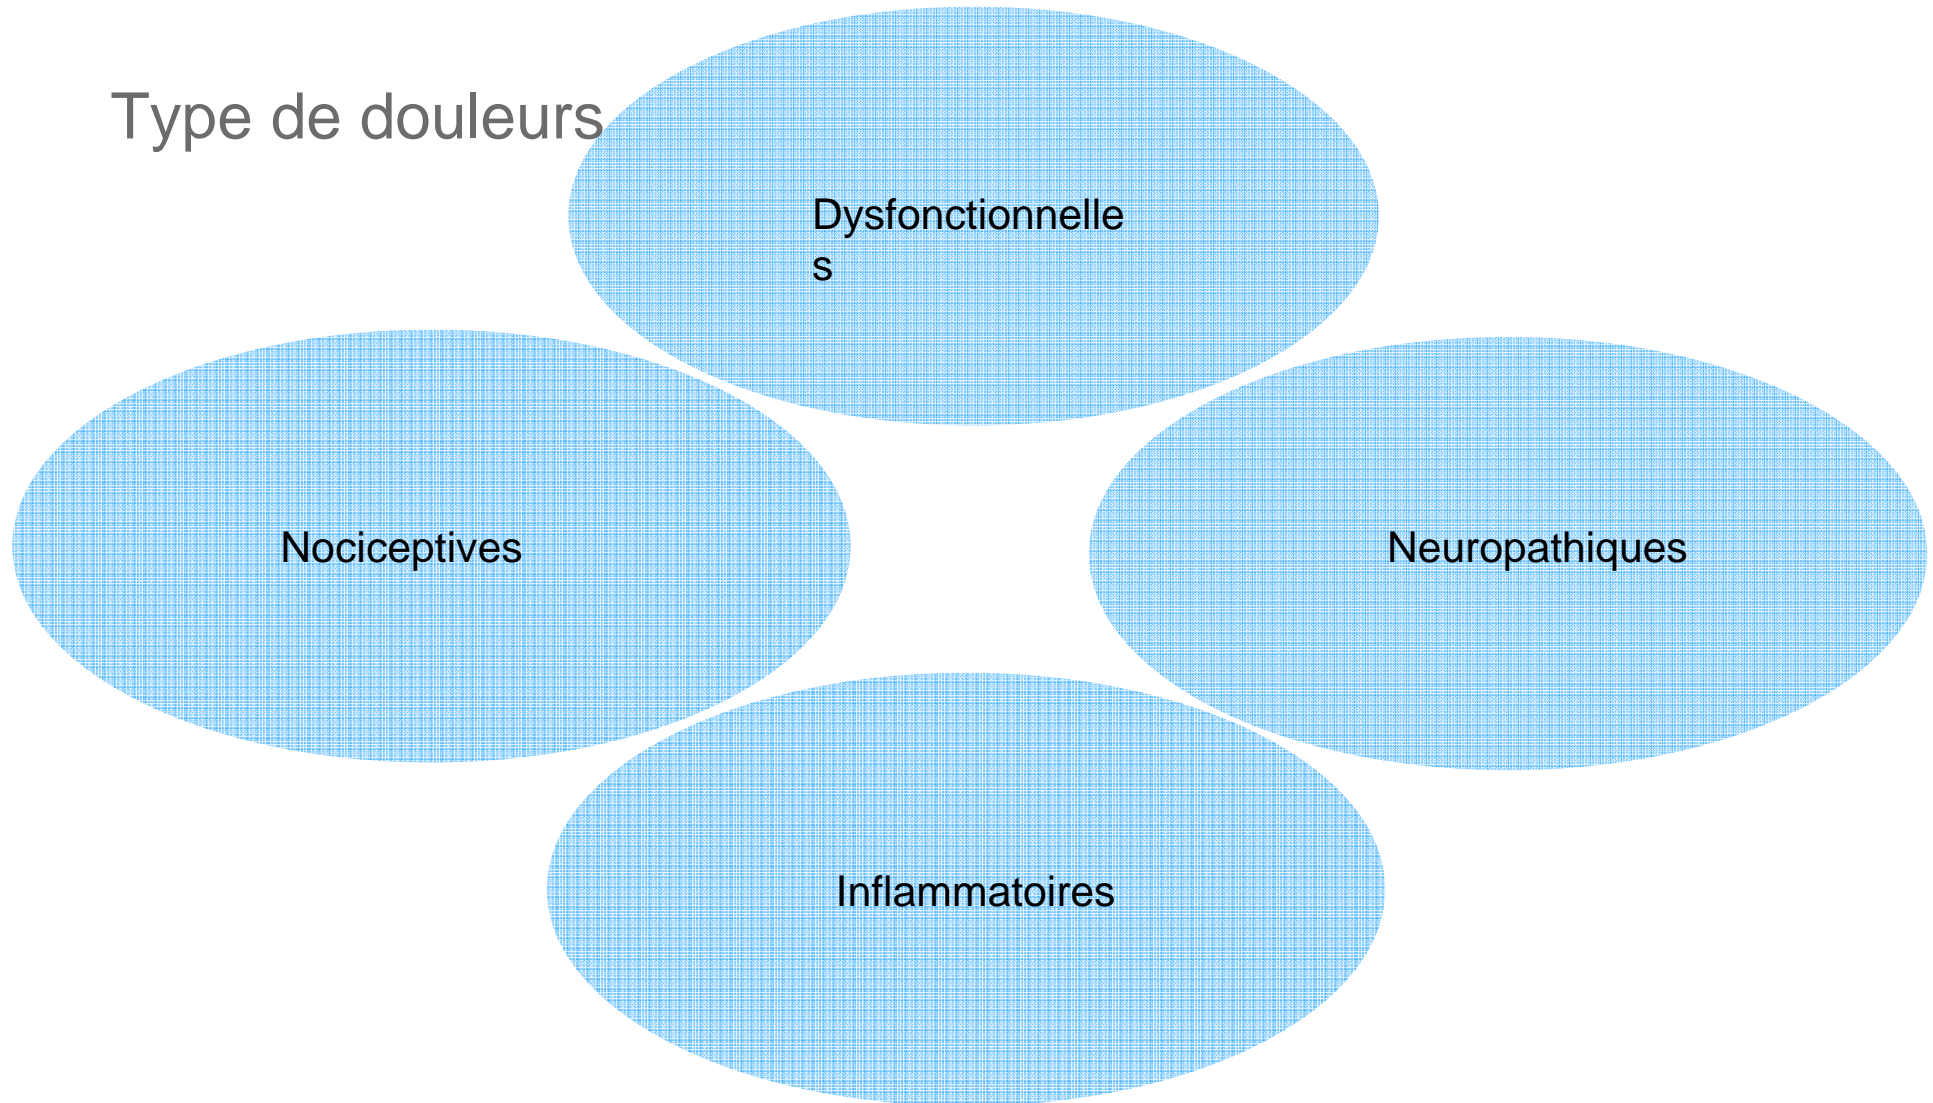 Type de douleurs
Dysfonctionnelle
s
Nociceptives
Neuropathiques
Inflammatoires